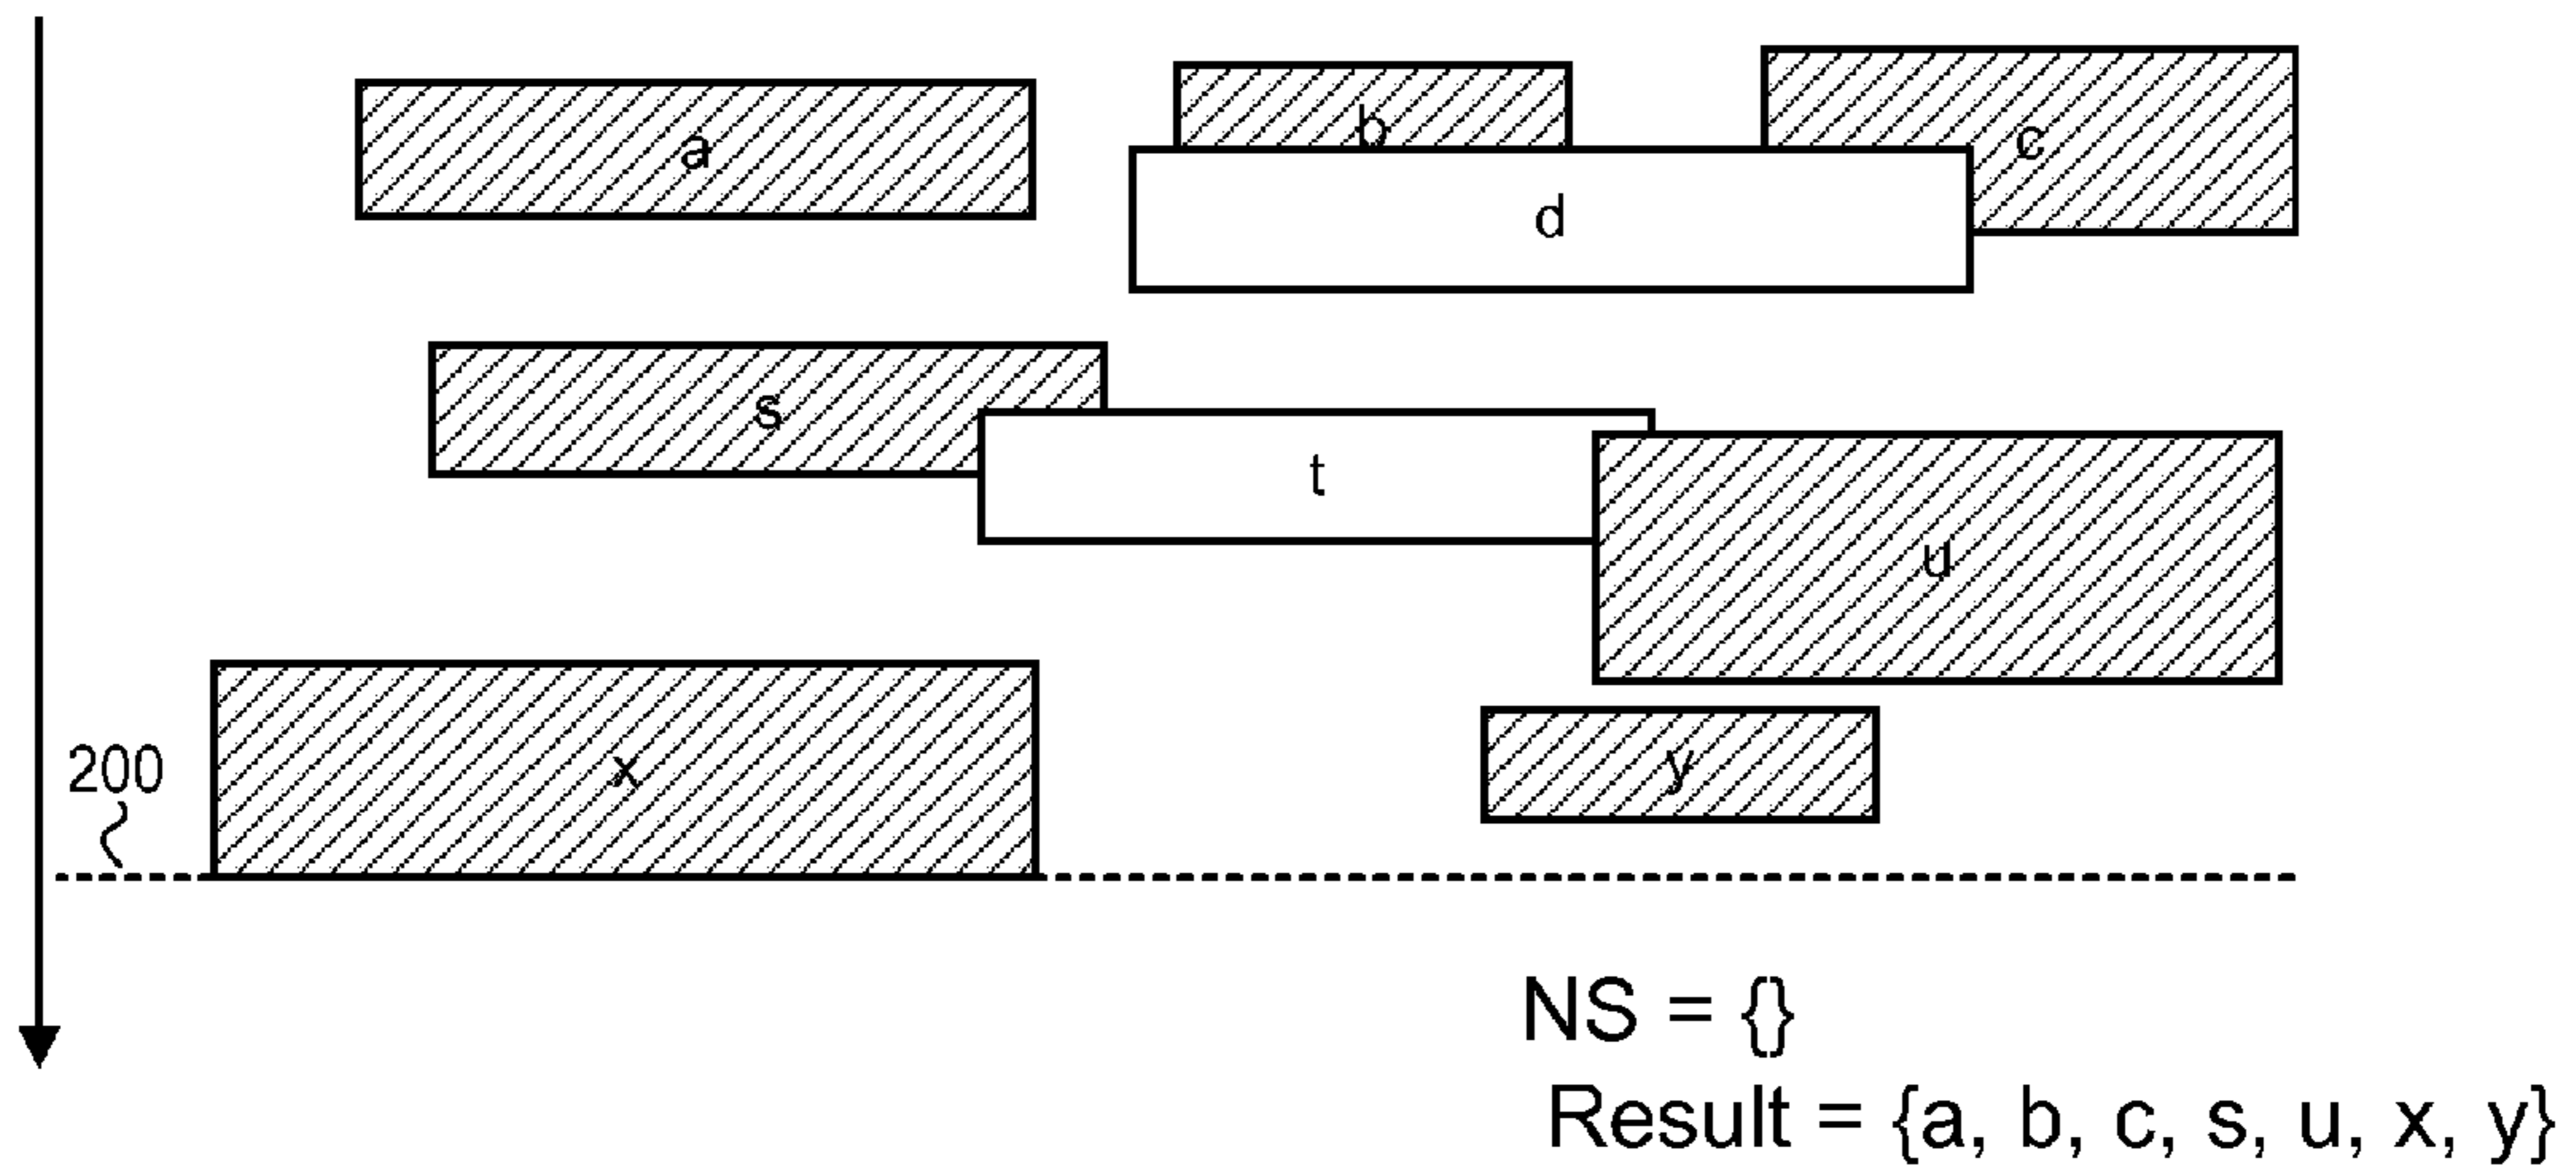 a
b
c
d
s
t
u
x
y
200
NS = {}
Result = {a, b, c, s, u, x, y}